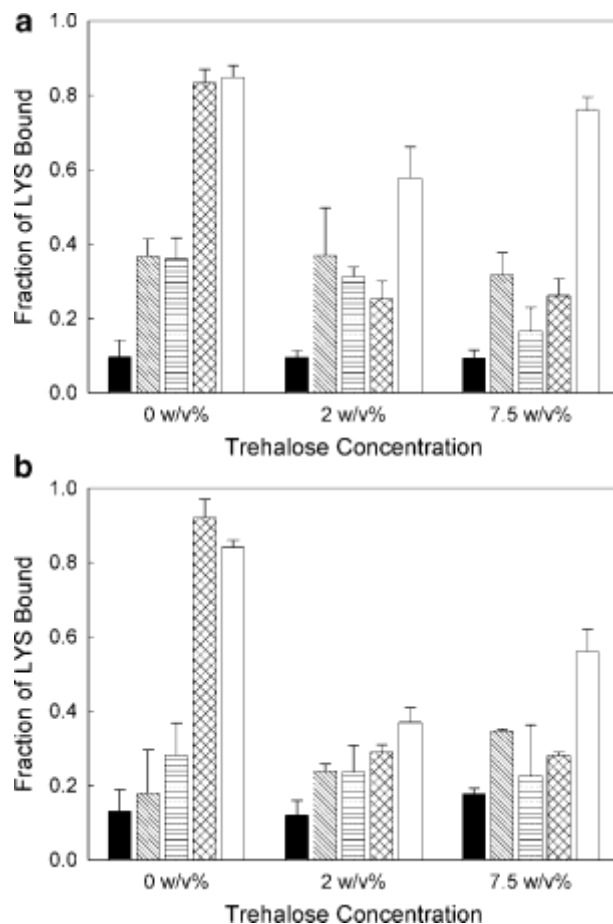 a
1.0
0.8
0.6
0.4
0.2
0.0
Fraction of LYS Bound
0 w/v% 2 w/v% 7.5 w/v%
Trehalose Concentration
b
1.0
0.8
0.6
0.4
0.2
0.0
Fraction of LYS Bound
0 w/v% 2 w/v% 7.5 w/v%
Trehalose Concentration